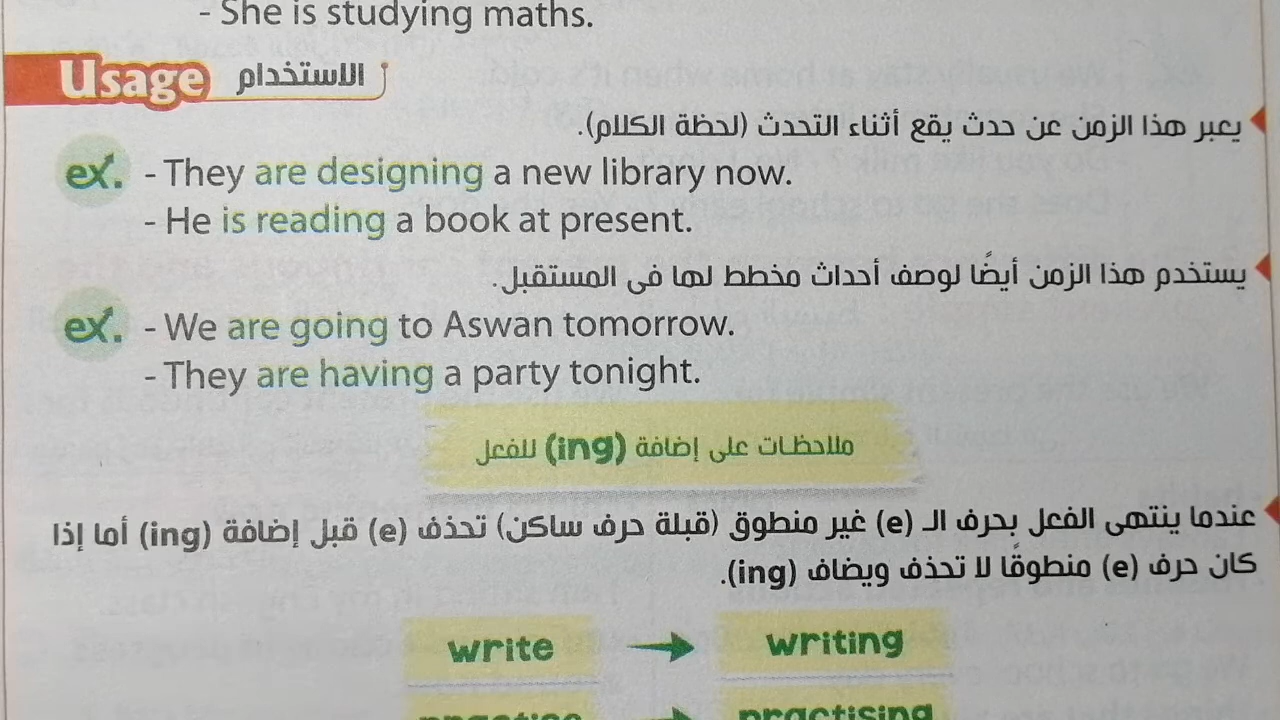 - She is studying maths.
Usage الاستخدام
يعبر هذا الزمن عن حدث يقع أثناء التحدث (لحظة الكلام).
ex. - They are designing a new library now.
- He is reading a book at present.
يستخدم هذا الزمن أيضًا لوصف أحداث مخطط لها فى المستقبل.
ex. - We are going to Aswan tomorrow.
- They are having a party tonight.
ملاحظات على إضافة (ing) للفعل
عندما ينتهى الفعل بحرف الـ (e) غير منطوق (قبلة حرف ساكن) تحذف (e) قبل إضافة (ing) أما إذا
كان حرف (e) منطوقًا لا تحذف ويضاف (ing).
write → writing
→ practising